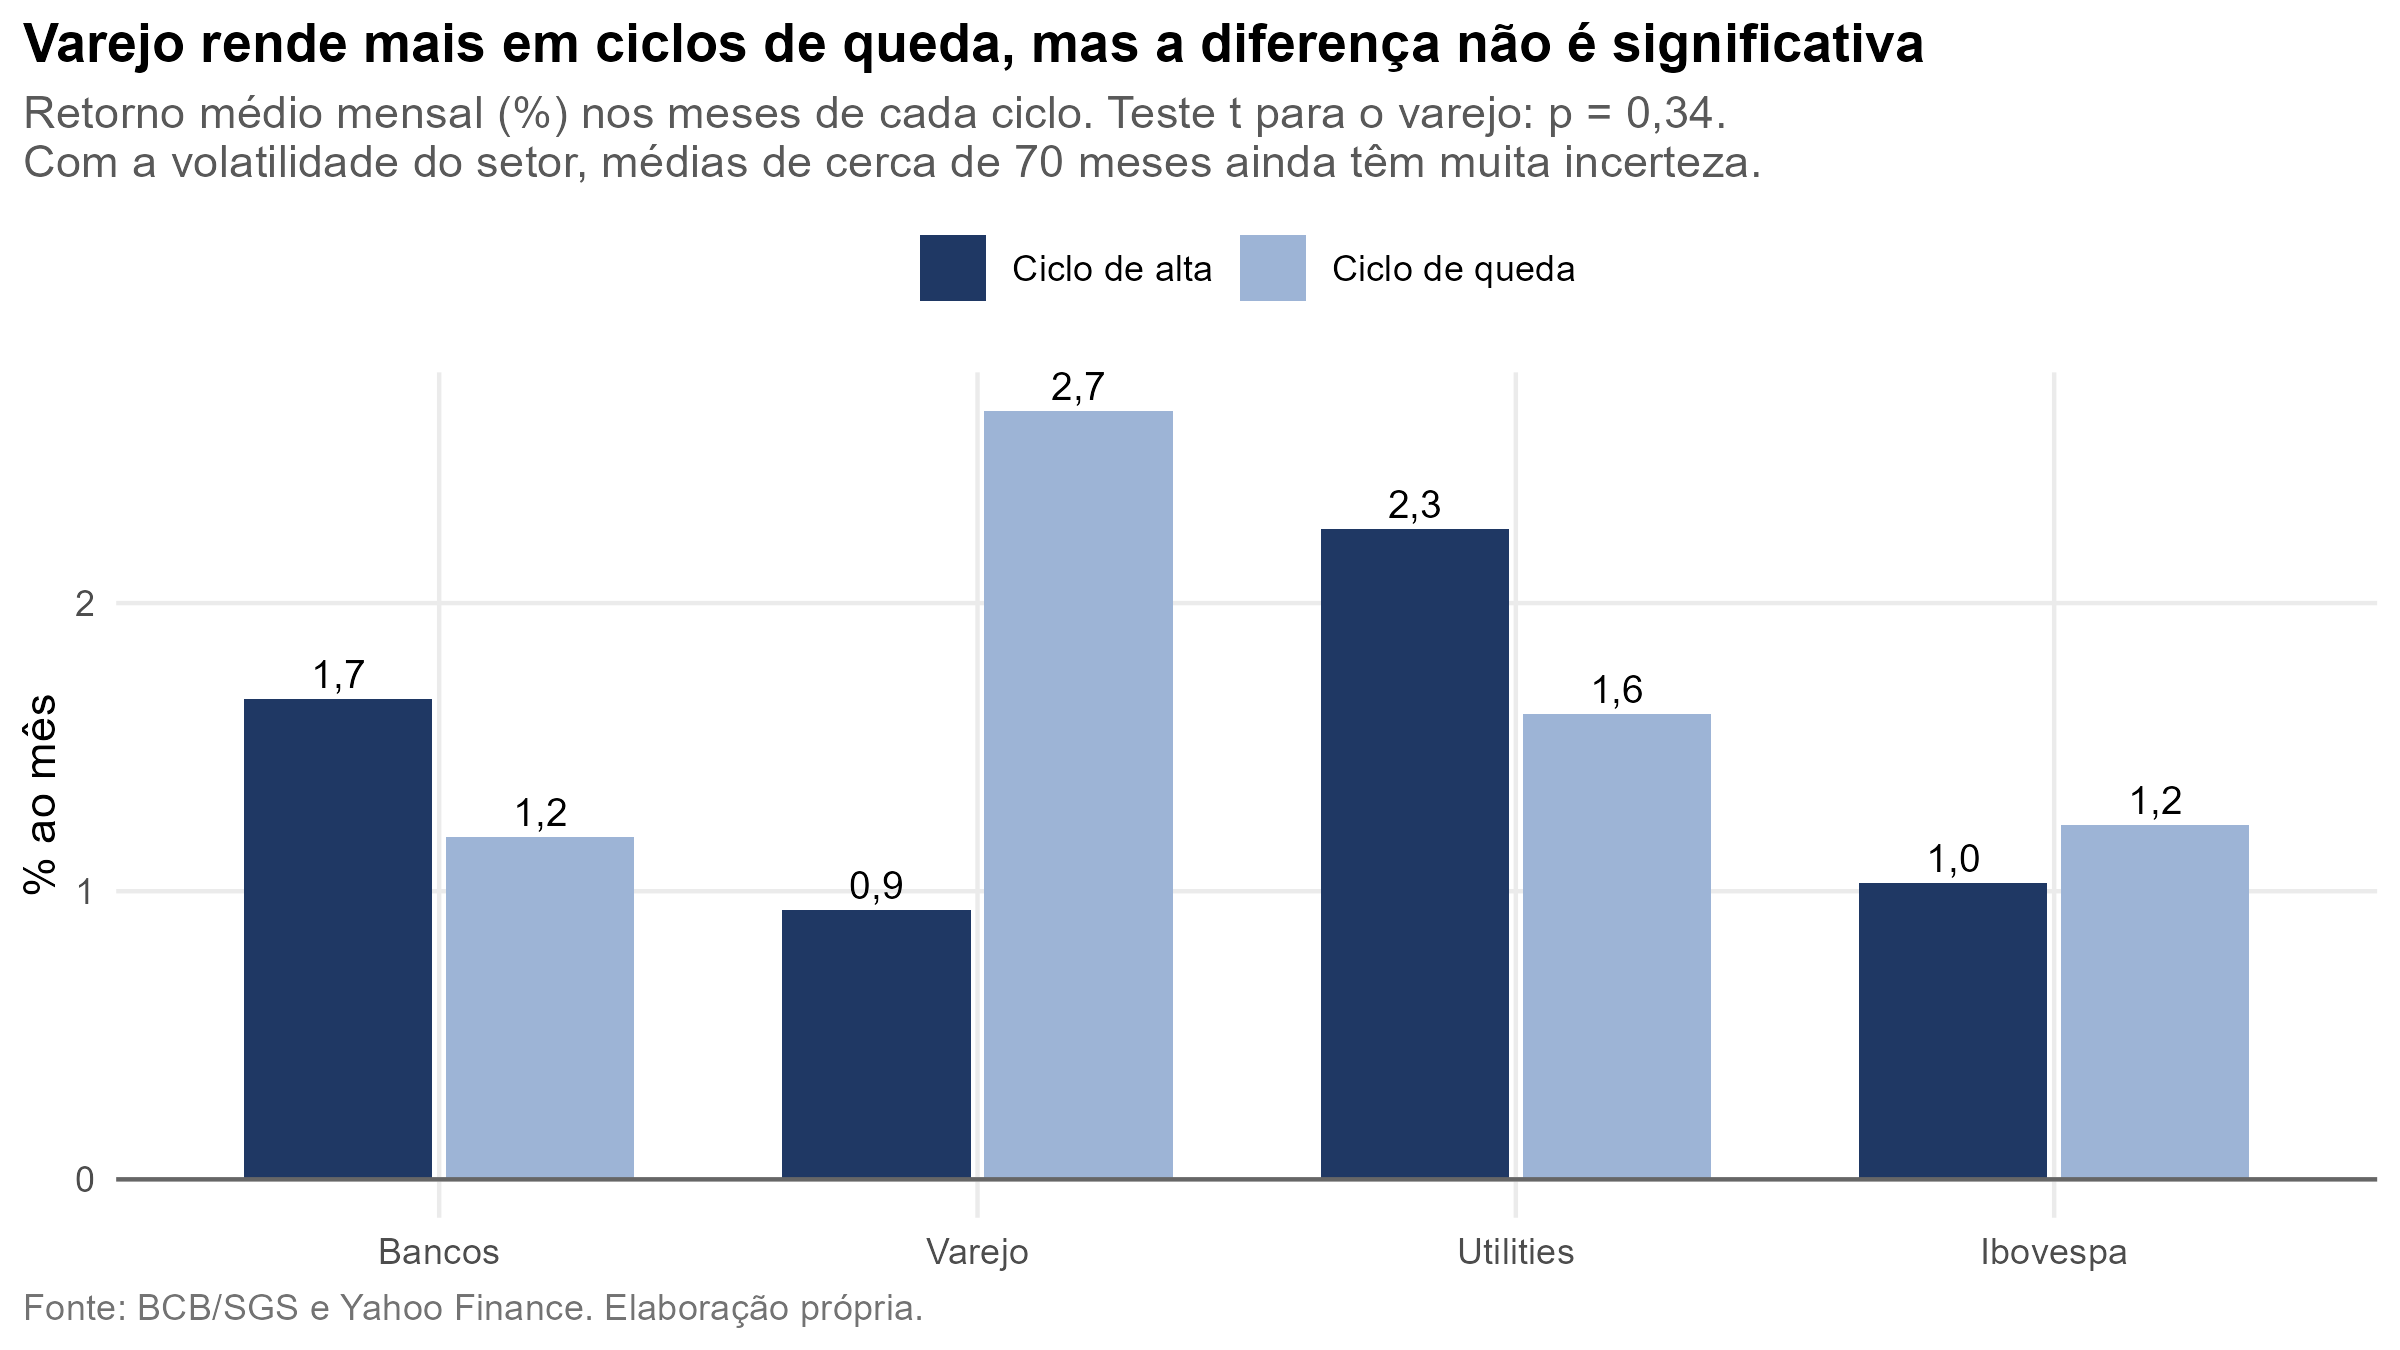 Varejo rende mais em ciclos de queda, mas a diferença não é significativa
Retorno médio mensal (%) nos meses de cada ciclo. Teste t para o varejo: p = 0,34.
Com a volatilidade do setor, médias de cerca de 70 meses ainda têm muita incerteza.
Ciclo de alta
Ciclo de queda
% ao mês
2
1
0
1,7
1,2
0,9
2,7
2,3
1,6
1,0
1,2
Bancos
Varejo
Utilities
Ibovespa
Fonte: BCB/SGS e Yahoo Finance. Elaboração própria.